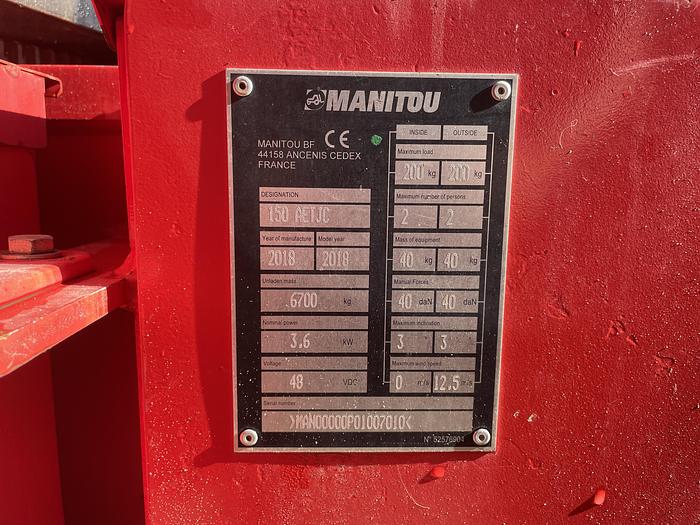 MANITOU
MANITOU BF CE
44158 ANCENIS CEDEX
FRANCE
DESIGNATION
150 AETJC
Year of manufacture Model year
2018 2018
Unladen mass
6700 kg
Nominal power
3.6 kW
Voltage
48 VDC
INSIDE OUTSIDE
Maximum load
200 kg 200 kg
Maximum number of persons
2 2
Mass of equipment
40 kg 40 kg
Manual Forces
40 daN 40 daN
Maximum inclination
3 3
Maximum wind speed
0 m/s 12.5 m/s
Serial number
>MAN00000P01007010<
N° 52576904